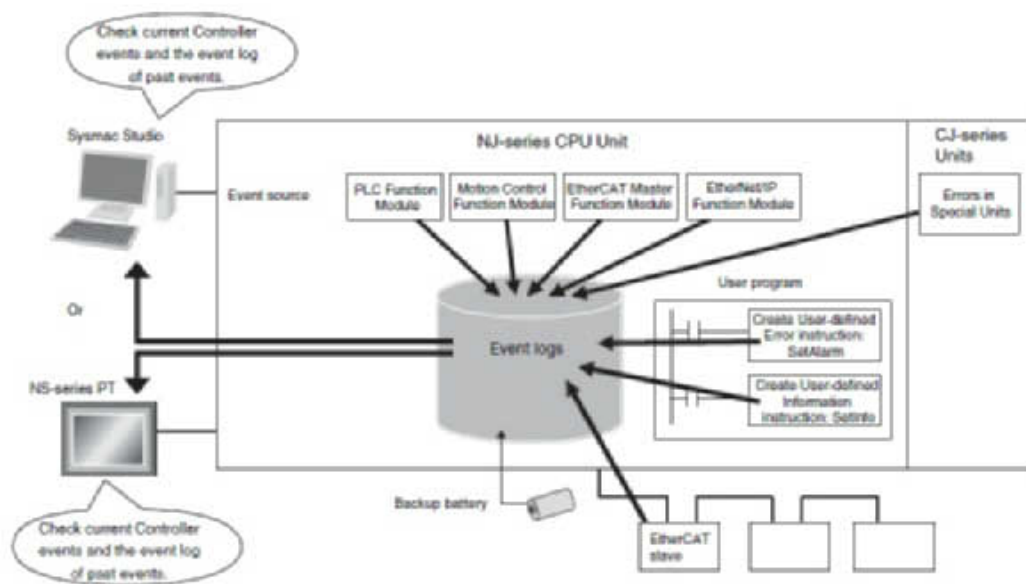 Check current Controller
events and the event log
of past events.
Sysmac Studio
NJ-series CPU Unit
CJ-series
Units
Event source
PLC Function
Module
Motion Control
Function Module
EtherCAT Master
Function Module
EtherNet/IP
Function Module
Errors in
Special Units
Or
User program
Event logs
Create User-defined
Error instruction:
SetAlarm
Create User-defined
Information
instruction: SetInfo
NS-series PT
Backup battery
EtherCAT
slave
Check current Controller
events and the event log
of past events.